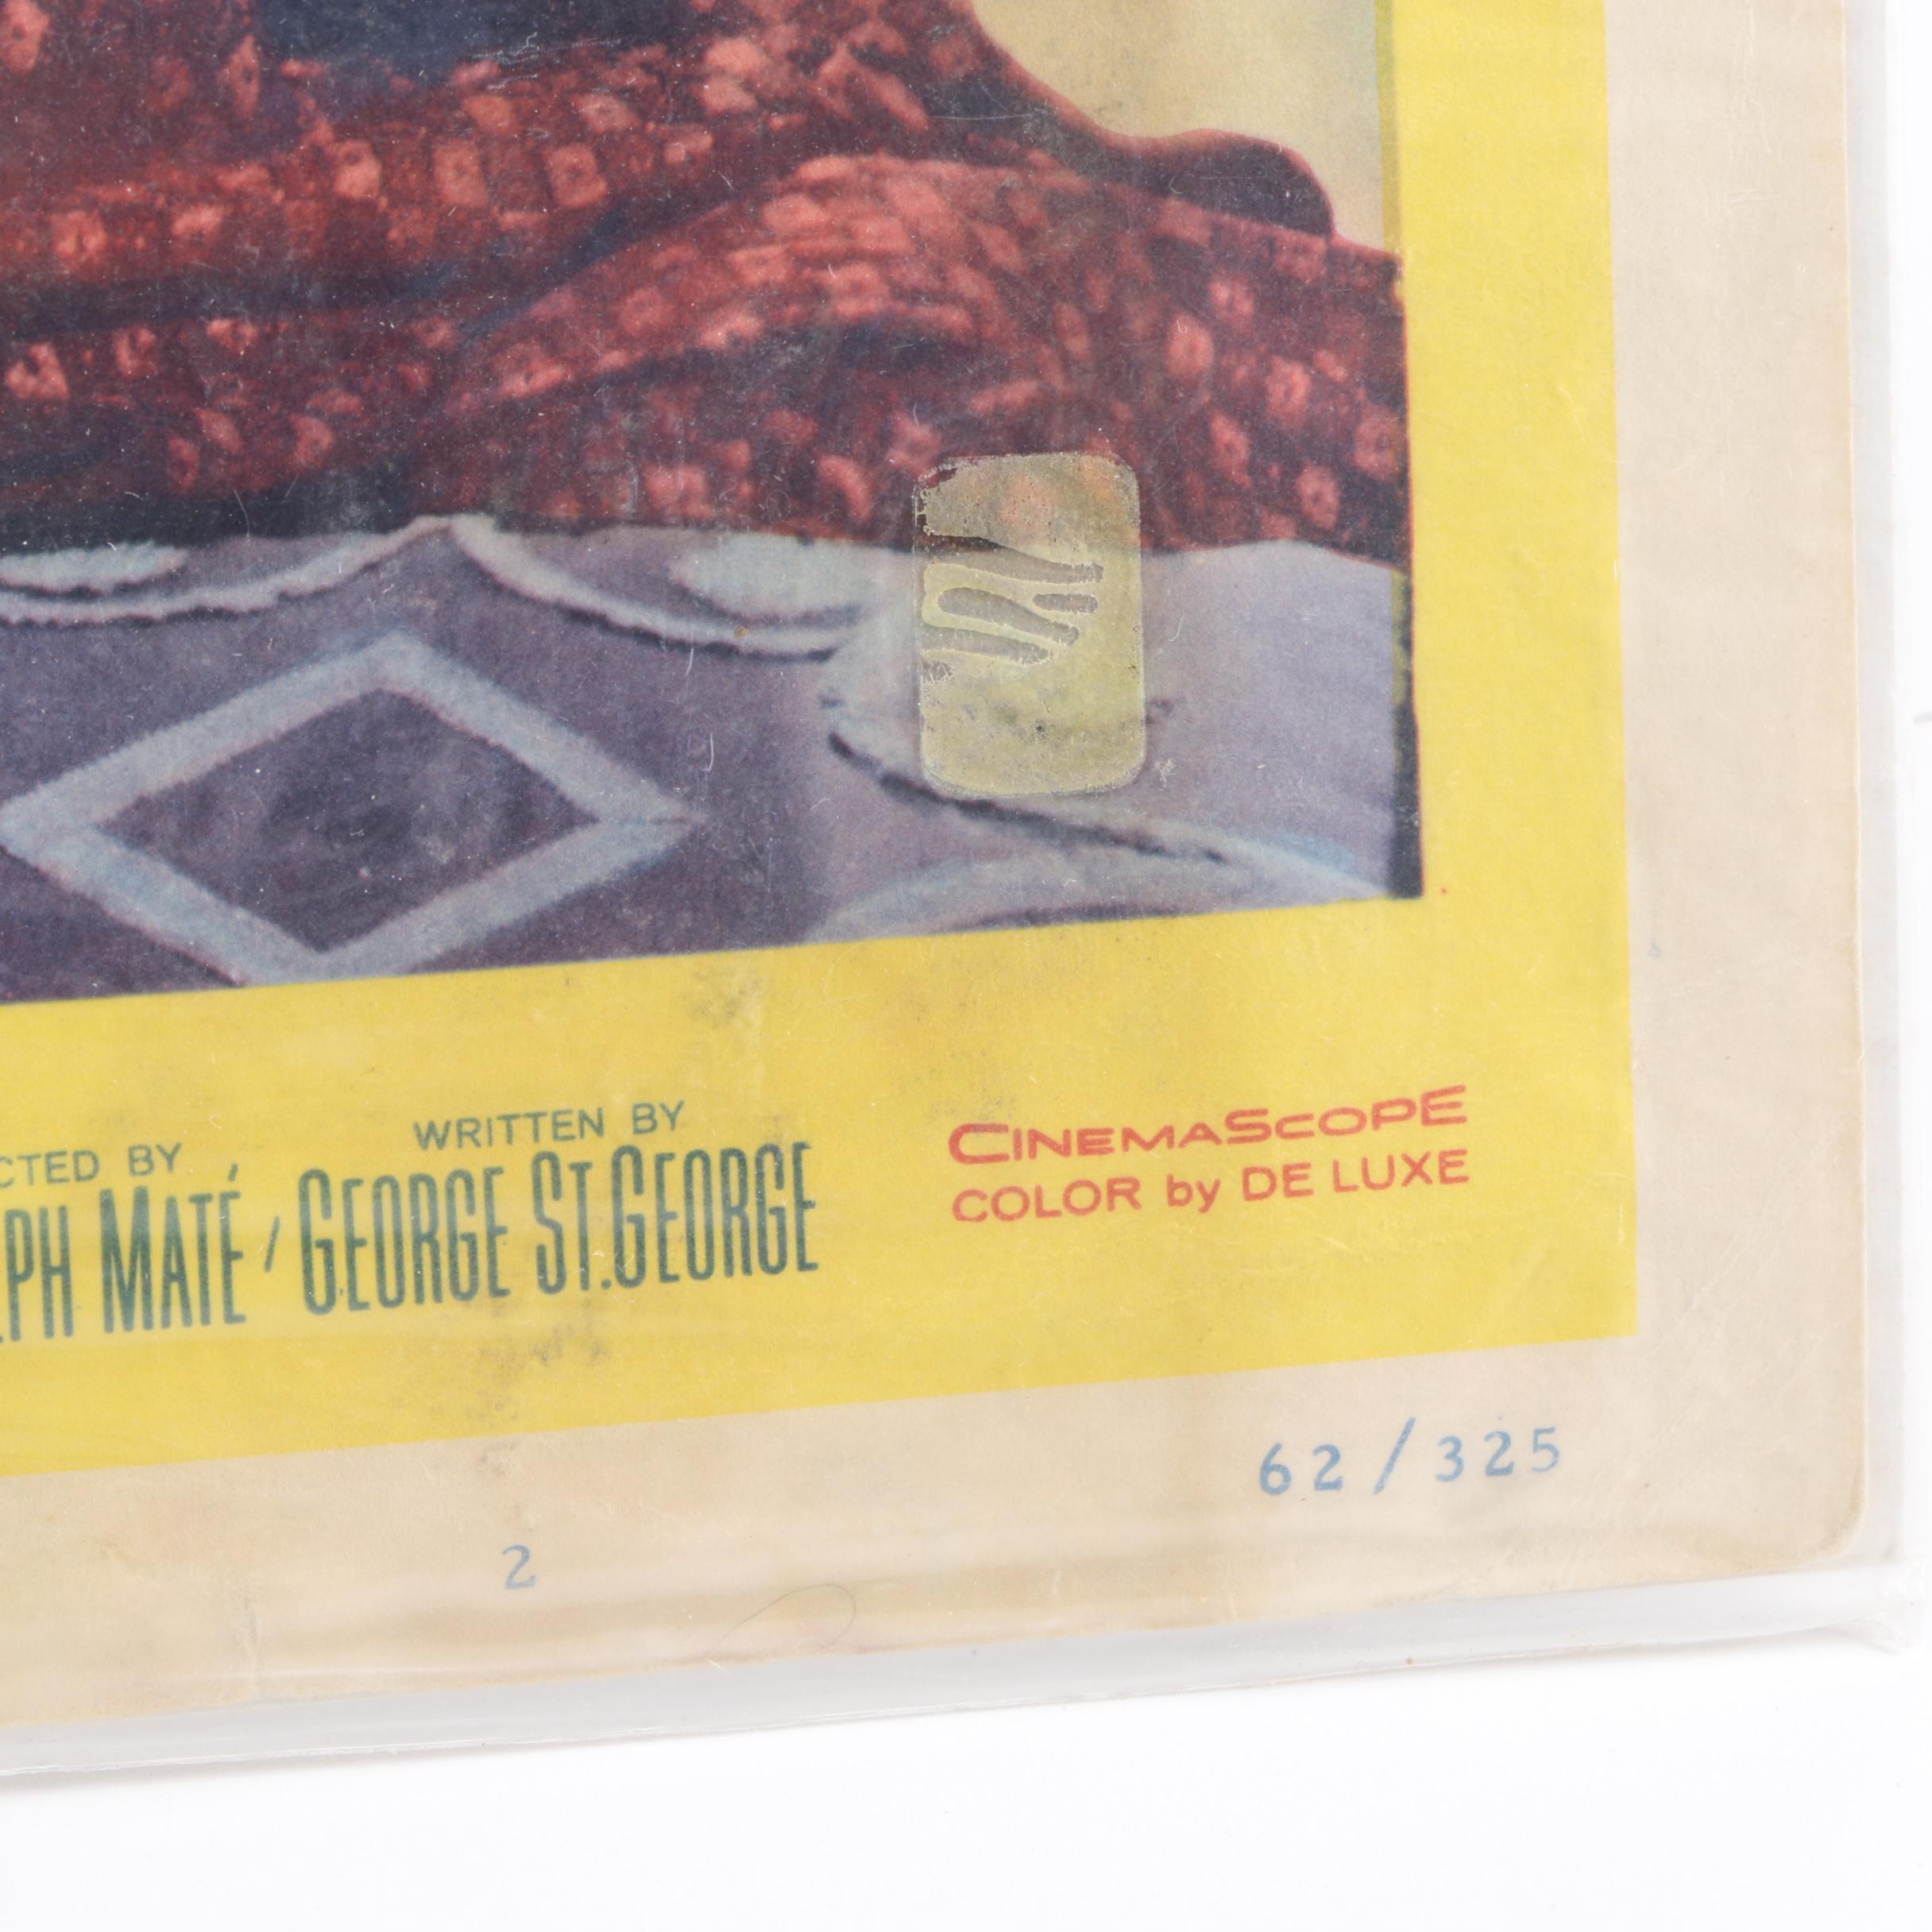 CTED BY
PH MATÉ / GEORGE ST. GEORGE
WRITTEN BY
CINEMASCOPE
COLOR by DE LUXE
62/325
2